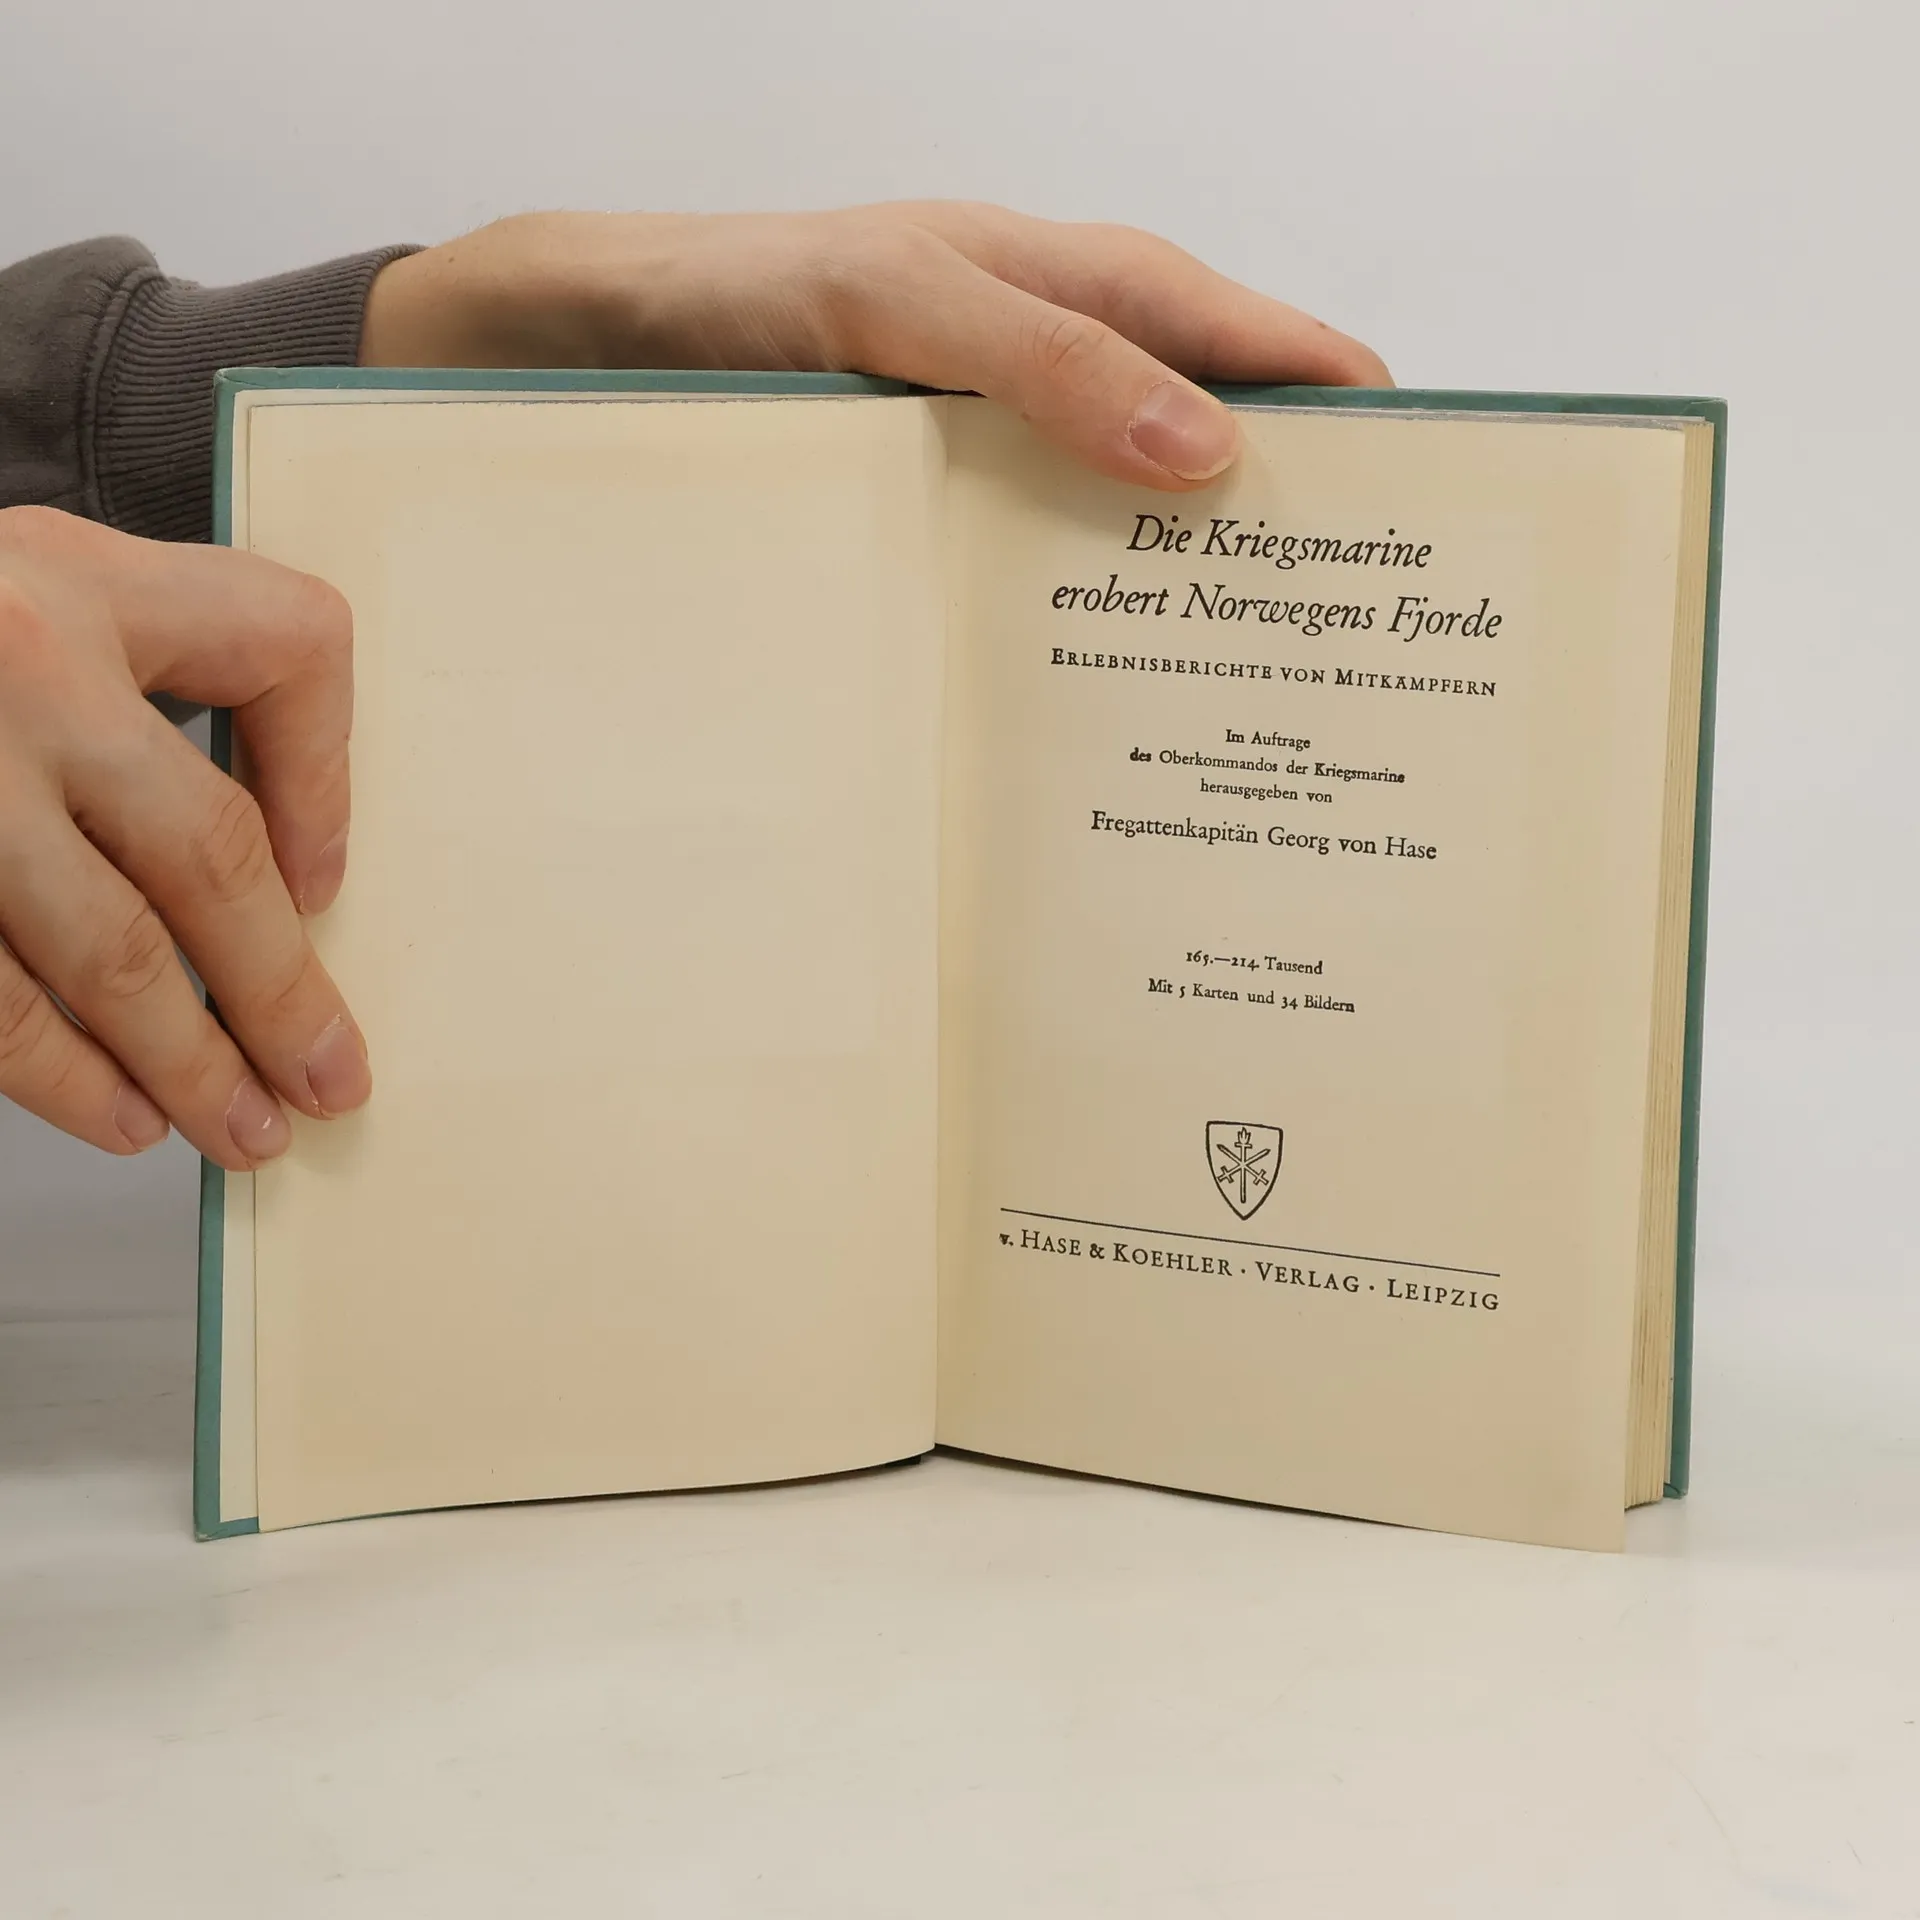 Die Kriegsmarine
erobert Norwegens Fjorde
ERLEBNISBERICHTE VON MITKÄMPFERN
Im Auftrage
des Oberkommandos der Kriegsmarine
herausgegeben von
Fregattenkapitän Georg von Hase
165.—214. Tausend
Mit 5 Karten und 34 Bildern
v. HASE & KOEHLER · VERLAG · LEIPZIG